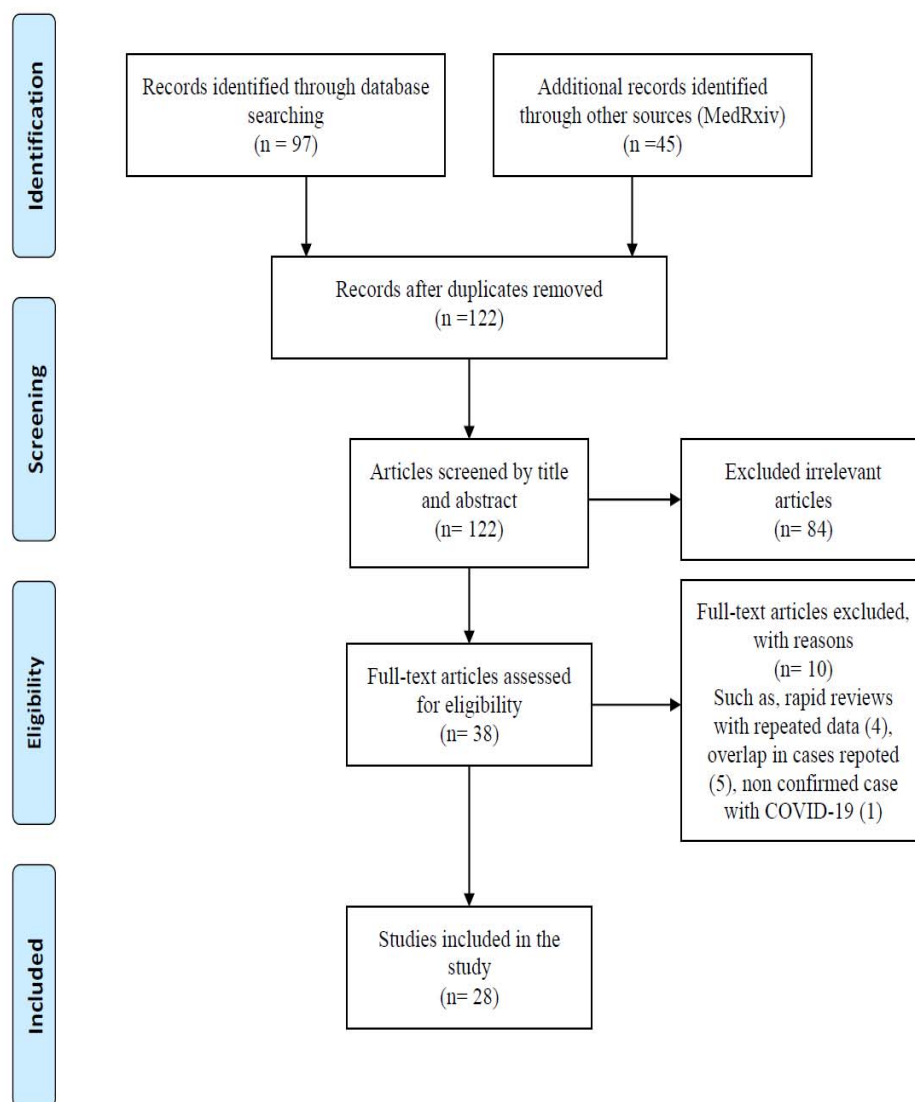 Identification
Records identified through database
searching
(n = 97)
Additional records identified
through other sources (MedRxiv)
(n =45)
Records after duplicates removed
(n =122)
Screening
Articles screened by title
and abstract
(n= 122)
Excluded irrelevant
articles
(n= 84)
Eligibility
Full-text articles assessed
for eligibility
(n= 38)
Full-text articles excluded,
with reasons
(n= 10)
Such as, rapid reviews
with repeated data (4),
overlap in cases repoted
(5), non confirmed case
with COVID-19 (1)
Included
Studies included in the
study
(n= 28)